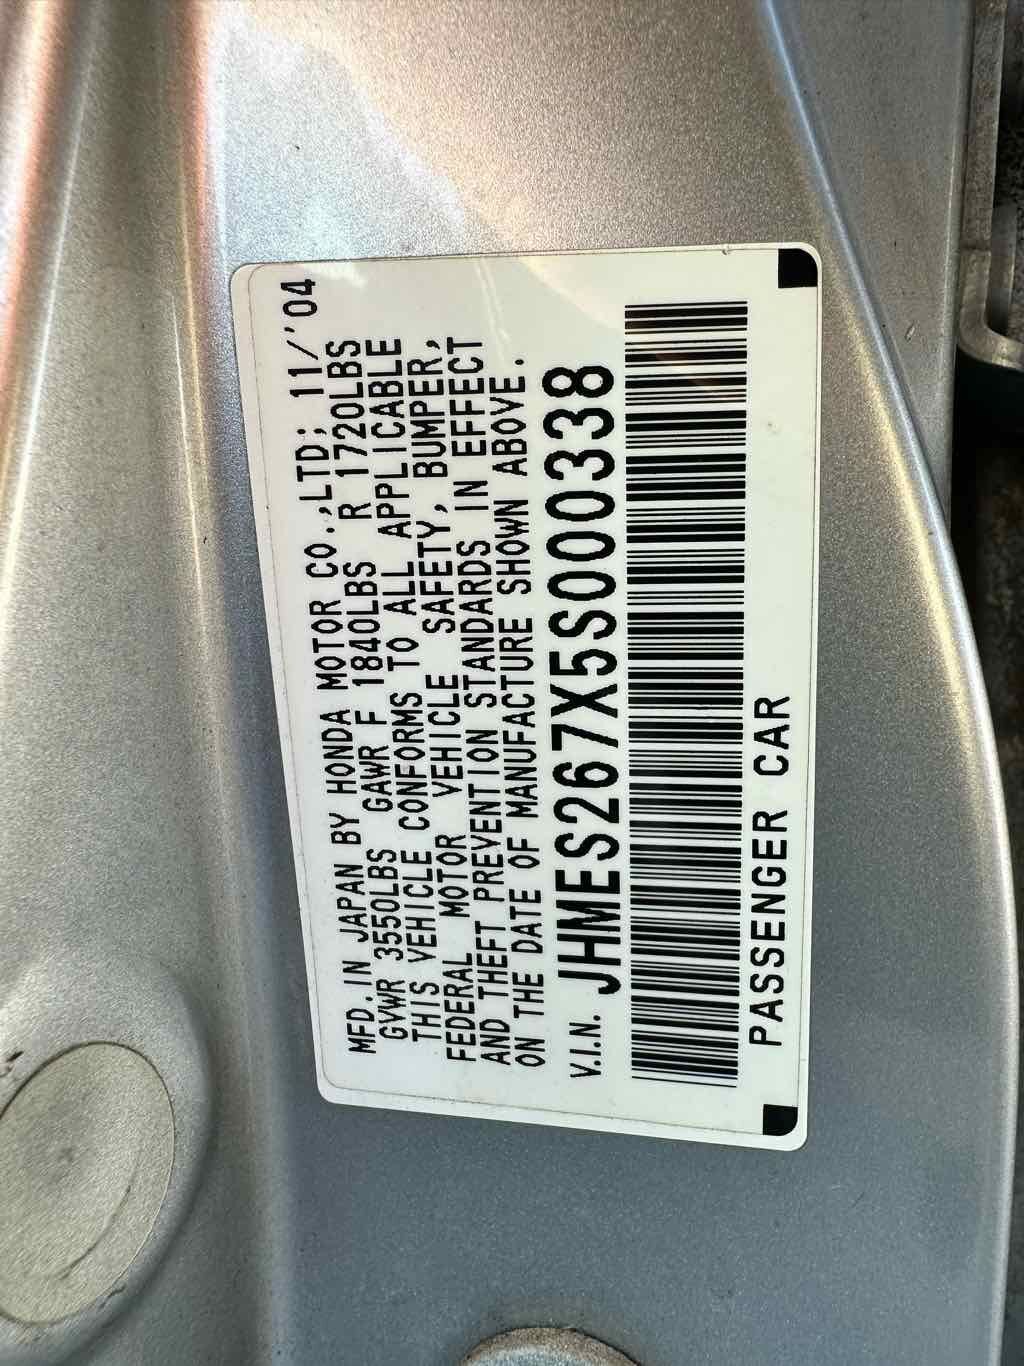 MFD.IN JAPAN BY HONDA MOTOR CO.,LTD; 11/'04
GVWR 3550LBS GAWR F 1840LBS R 1720LBS
THIS VEHICLE CONFORMS TO ALL APPLICABLE
FEDERAL MOTOR VEHICLE SAFETY, BUMPER,
AND THEFT PREVENTION STANDARDS IN EFFECT
ON THE DATE OF MANUFACTURE SHOWN ABOVE.
V.I.N. JHMES267X5S000338
PASSENGER CAR